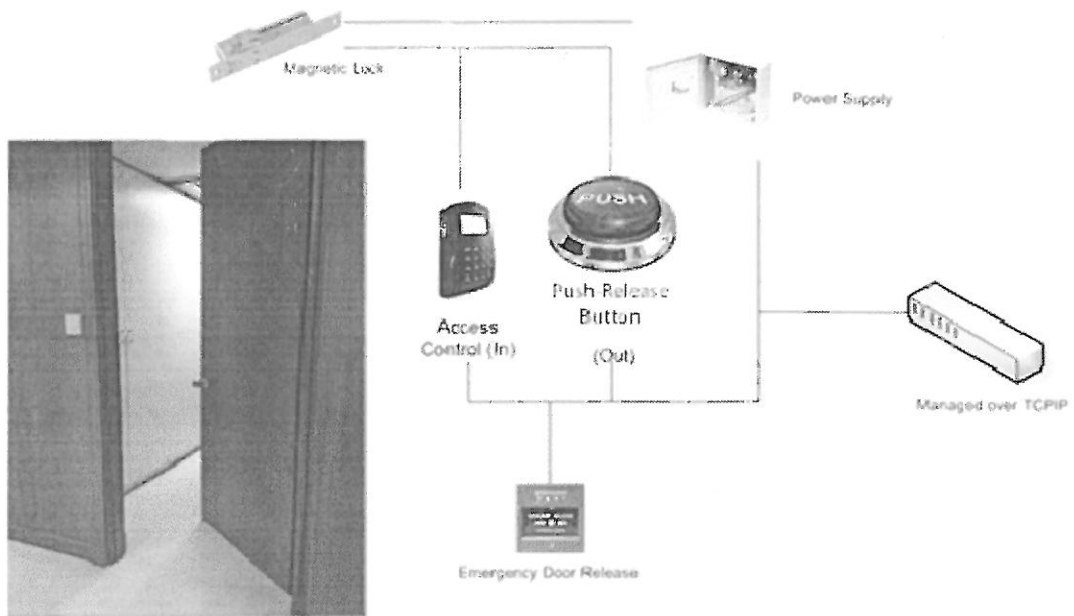 Magnetic Lock
Power Supply
PUSH
Push-Release
Button
(Out)
Access
Control (In)
Managed over TCPIP
Emergency Door Release